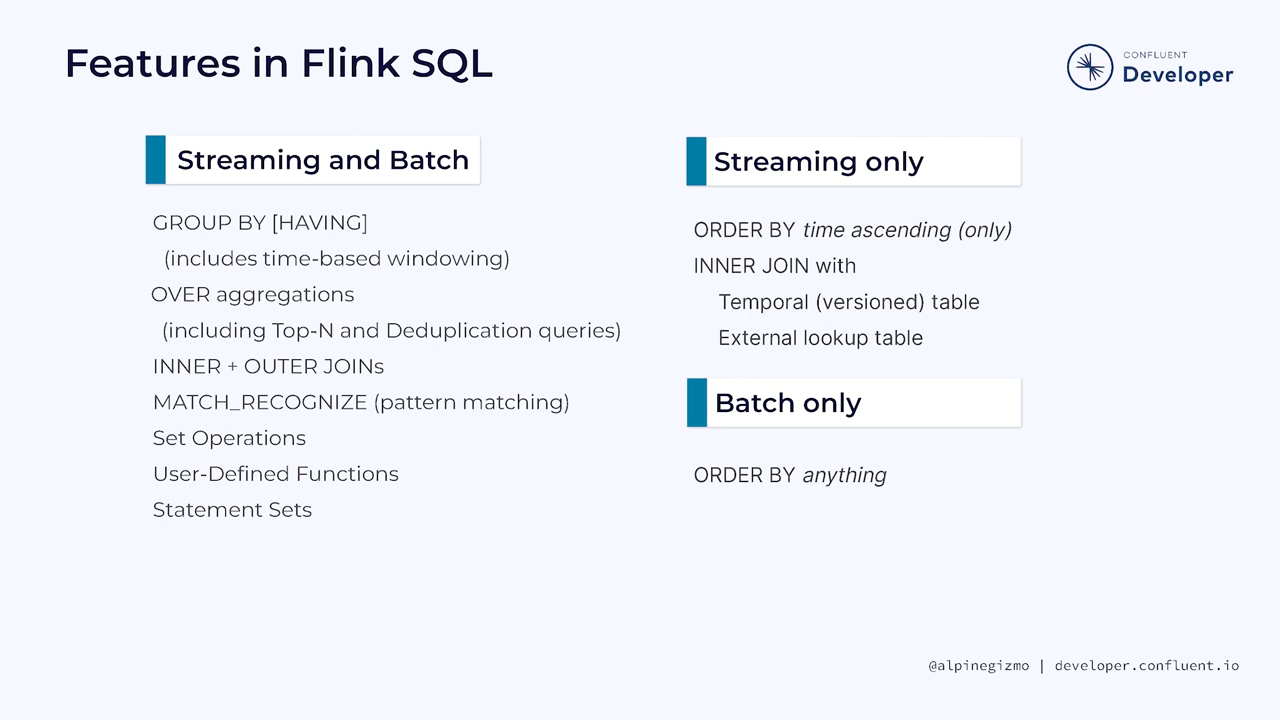 Features in Flink SQL
CONFLUENT
Developer
Streaming and Batch
GROUP BY [HAVING]
(includes time-based windowing)
OVER aggregations
(including Top-N and Deduplication queries)
INNER + OUTER JOINs
MATCH_RECOGNIZE (pattern matching)
Set Operations
User-Defined Functions
Statement Sets
Streaming only
ORDER BY time ascending (only)
INNER JOIN with
Temporal (versioned) table
External lookup table
Batch only
ORDER BY anything
@alpinegizmo | developer.confluent.io